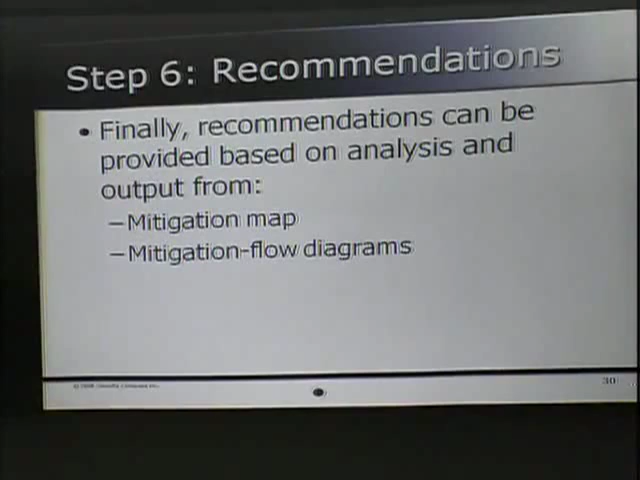 Step 6: Recommendations
• Finally, recommendations can be
provided based on analysis and
output from:
–Mitigation map
–Mitigation-flow diagrams
30